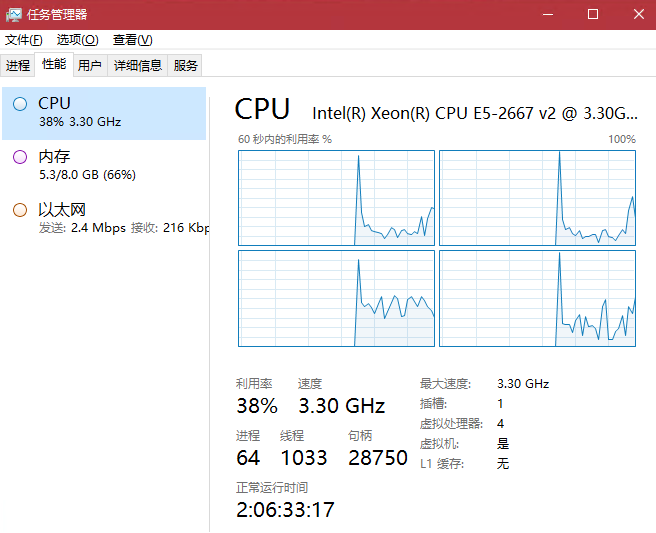 任务管理器
文件(F) 选项(O) 查看(V)
进程 性能 用户 详细信息 服务
CPU
38% 3.30 GHz
内存
5.3/8.0 GB (66%)
以太网
发送: 2.4 Mbps 接收: 216 Kbp
CPU Intel(R) Xeon(R) CPU E5-2667 v2 @ 3.30G...
60 秒内的利用率 % 100%
利用率 速度
38% 3.30 GHz
进程 线程 句柄
64 1033 28750
正常运行时间
2:06:33:17
最大速度: 3.30 GHz
插槽: 1
虚拟处理器: 4
虚拟机: 是
L1 缓存: 无